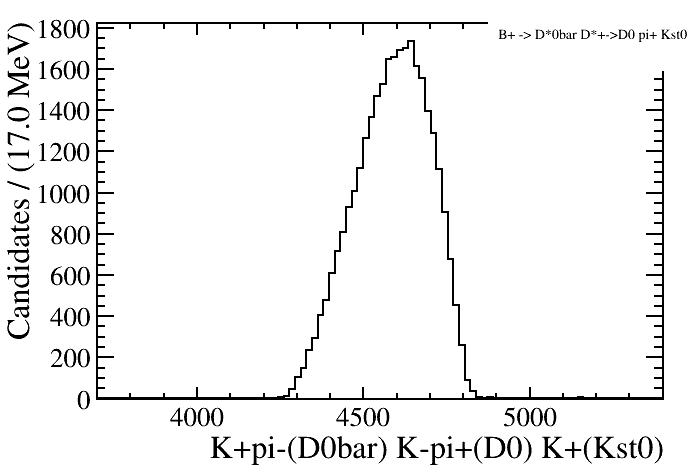 B+ -> D*0bar D*+->D0 pi+ Kst0
Candidates / (17.0 MeV)
1800
1600
1400
1200
1000
800
600
400
200
0
4000 4500 5000
K+pi-(D0bar) K-pi+(D0) K+(Kst0)